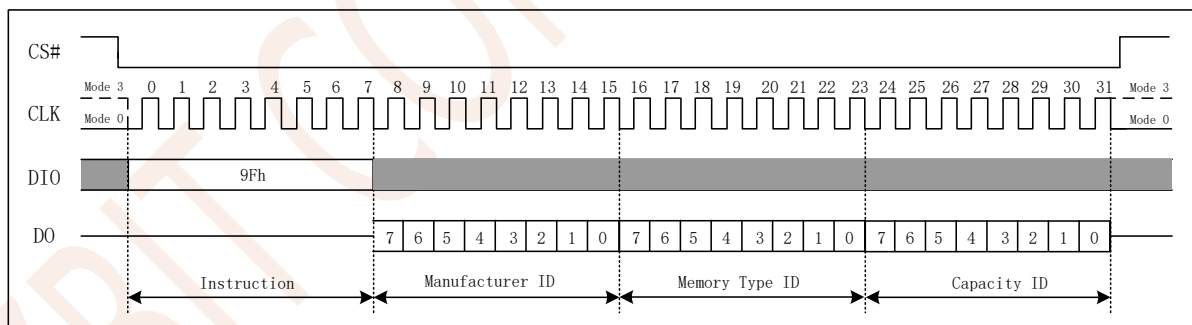 CS#
Mode 3 0 1 2 3 4 5 6 7 8 9 10 11 12 13 14 15 16 17 18 19 20 21 22 23 24 25 26 27 28 29 30 31 Mode 3
CLK
Mode 0 Mode 0
DIO 9Fh
DO 7 6 5 4 3 2 1 0 7 6 5 4 3 2 1 0 7 6 5 4 3 2 1 0
Instruction Manufacturer ID Memory Type ID Capacity ID